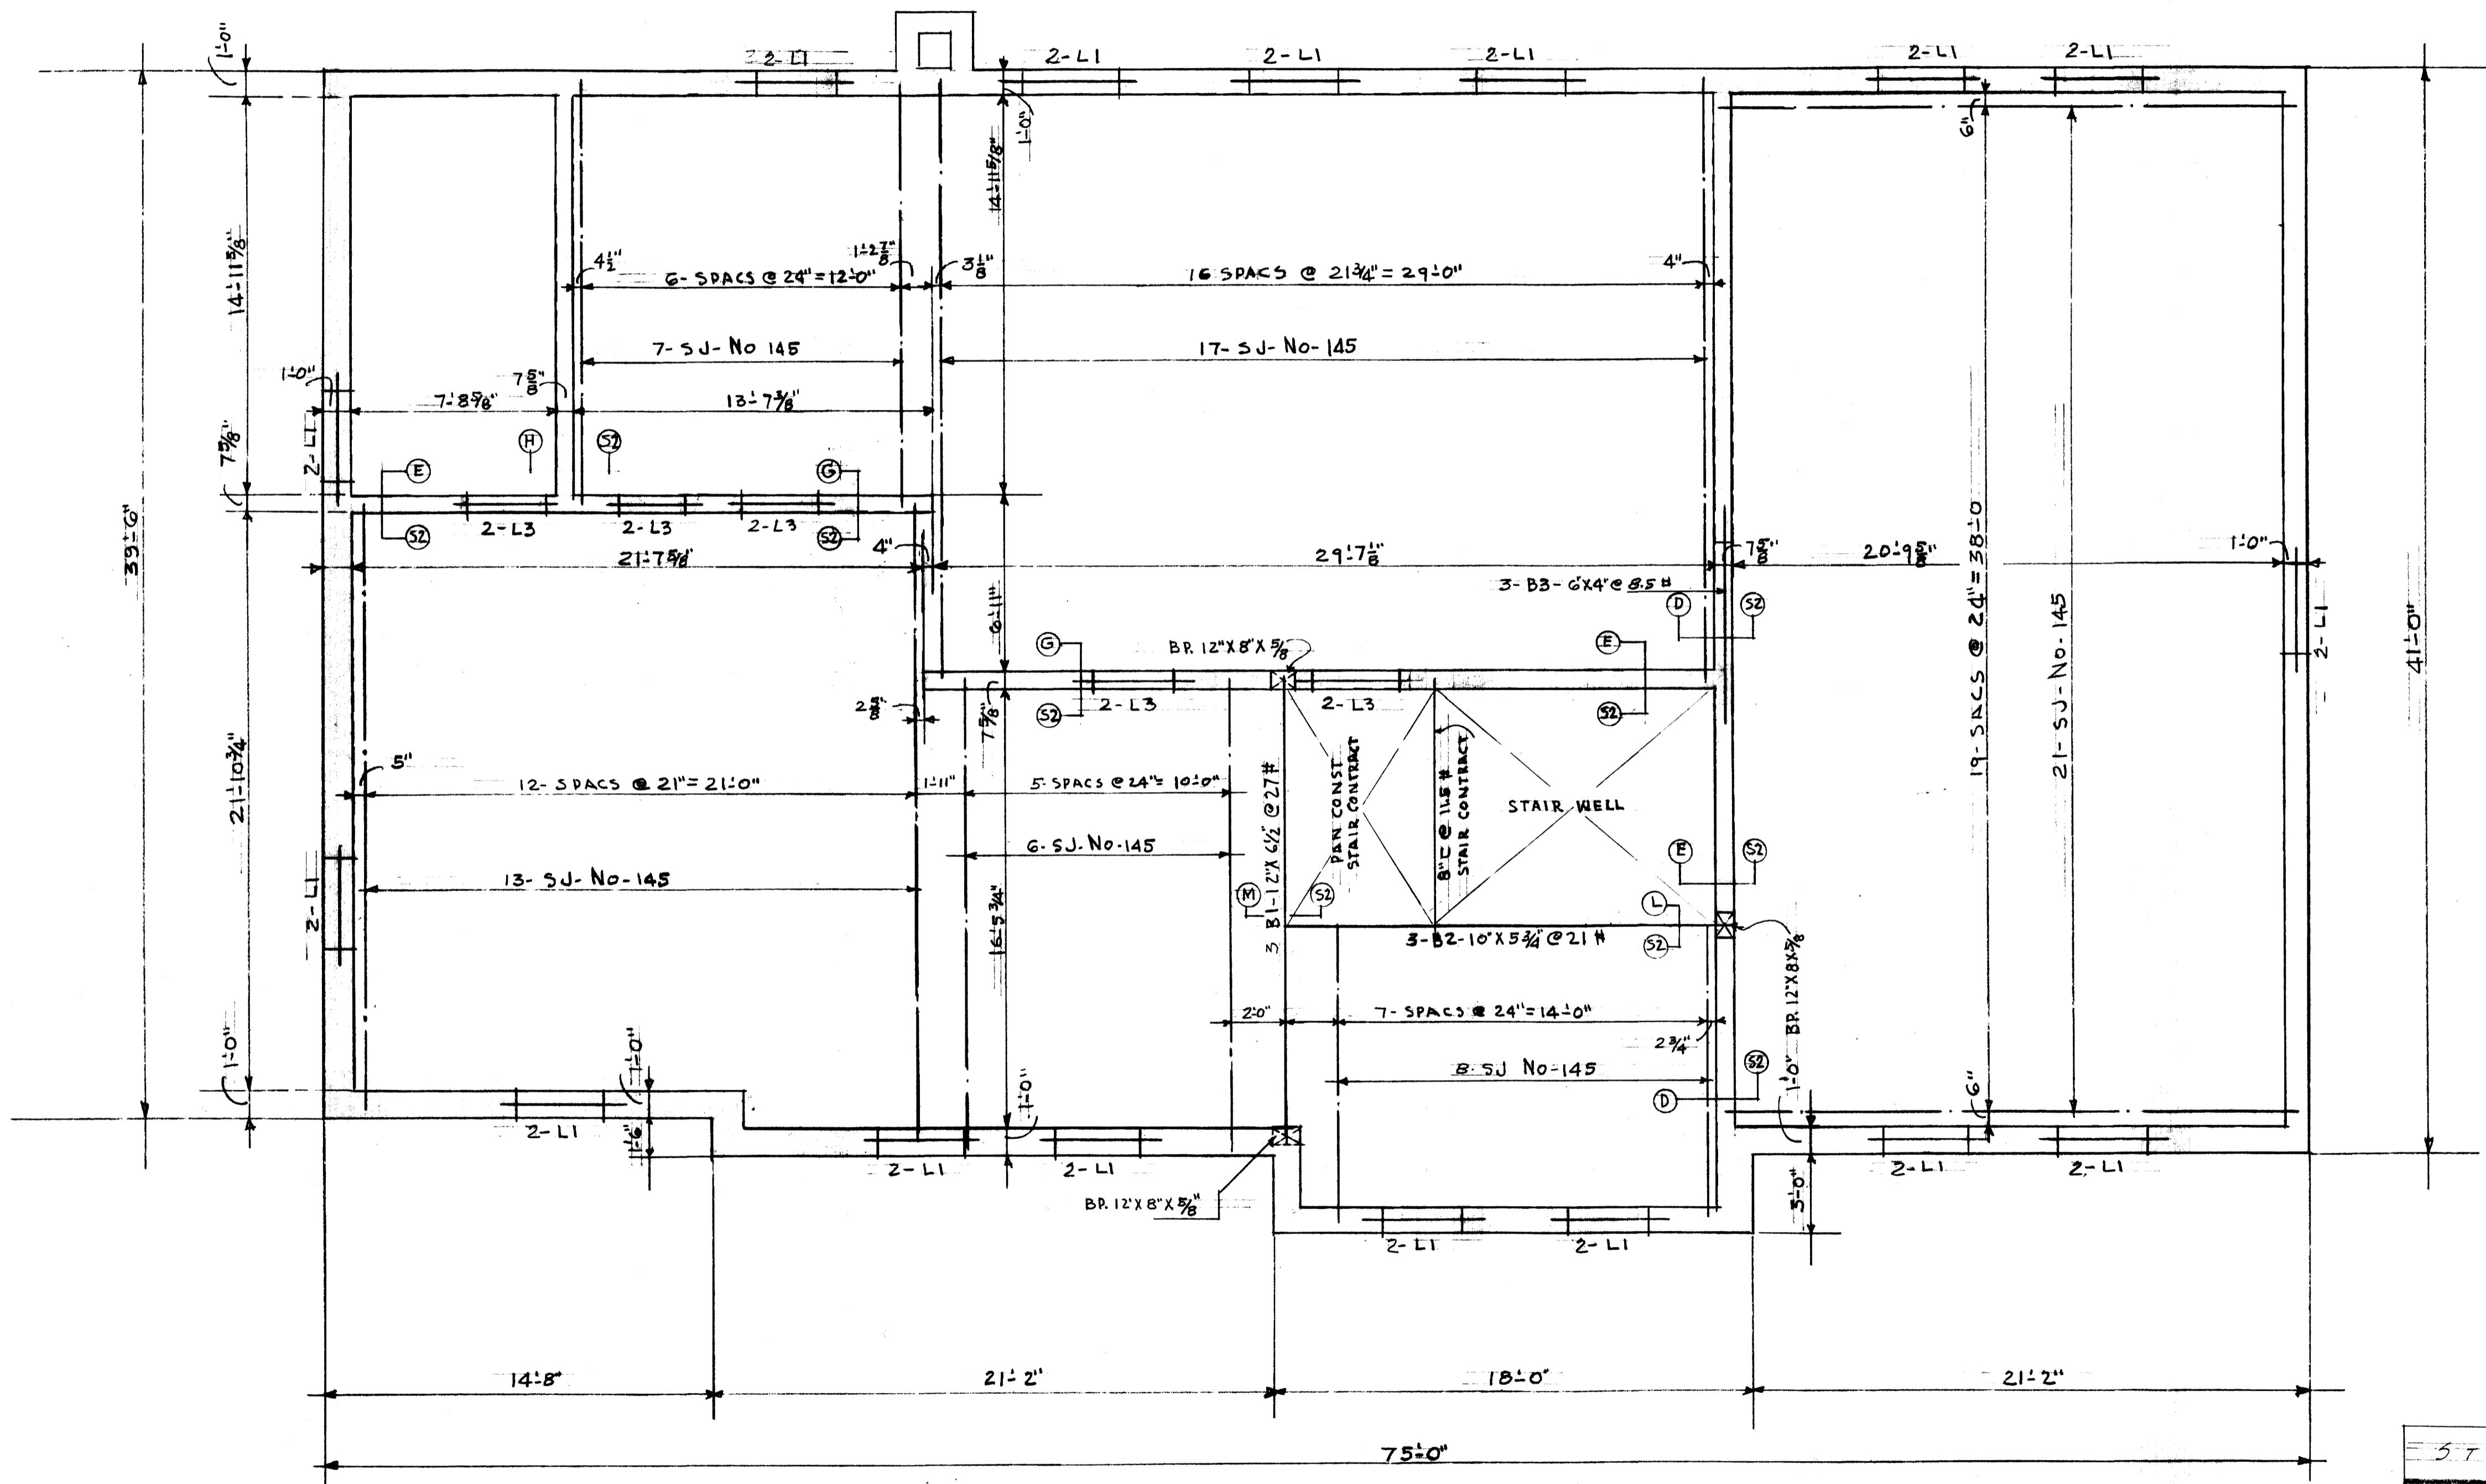 1'-0"
2-L1
2-L1
2-L1
2-L1
2-L1
2-L1
1'-0"
6"
14'-11 5/8"
14'-11 5/8"
4 1/2"
6- SPACS @ 24" = 12'-0"
1'-2 7/8"
3 1/8"
16 SPACS @ 21 3/4" = 29'-0"
4"
7- SJ- No 145
17- SJ- No- 145
1'-0"
7'-8 5/8"
7 5/8"
13'-7 3/8"
2-L1
7 5/8"
E
H
S2
G
39'-6"
2-L3
2-L3
2-L3
S2
S2
21'-7 5/8"
4"
29'-7 1/8"
7 5/8"
20'-9 5/8"
1'-0"
3- B3- 6"X4" @ 8.5 #
D
S2
19- SPACS @ 24" = 38'-0
21- SJ- No- 145
2-L1
41'-0"
6'-11"
G
BP. 12" X 8" X 5/8
E
2 5/8"
7 5/8"
S2
2-L3
2-L3
S2
21'-10 3/4"
5"
12- SPACS @ 21" = 21'-0"
1'-11"
5- SPACS @ 24" = 10'-0"
3 B1-12"X 6 1/2" @ 27 #
PAN CONST
STAIR CONTRACT
8" ⊏ @ 11.5 #
STAIR CONTRACT
STAIR WELL
6- SJ- No-145
13- SJ- No-145
2-L1
16'-5 3/4"
M
S2
E
S2
L
3-B2-10"X 5 3/4" @ 21 #
S2
1'-0" BP. 12"X8X5/8
2'-0"
7- SPACS @ 24" = 14'-0"
2 3/4"
8- SJ No-145
D
S2
1'-0"
1'-0"
1'-0"
6"
2-L1
1'-6"
2-L1
2-L1
2-L1
2-L1
BP. 12" X 8" X 5/8"
3'-0"
2-L1
2-L1
14'-8"
21'-2"
18'-0"
21'-2"
75'-0"
ST